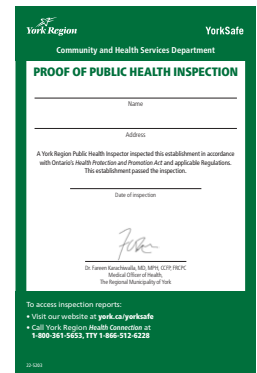 York Region
YorkSafe
Community and Health Services Department
PROOF OF PUBLIC HEALTH INSPECTION
Name
Address
A York Region Public Health Inspector inspected this establishment in accordance
with Ontario's Health Protection and Promotion Act and applicable Regulations.
This establishment passed the inspection.
Date of inspection
Dr. Fareen Karachiwalla, MD, MPH, CCFP, FRCPC
Medical Officer of Health,
The Regional Municipality of York
To access inspection reports:
• Visit our website at york.ca/yorksafe
• Call York Region Health Connection at
1-800-361-5653, TTY 1-866-512-6228
22-5203